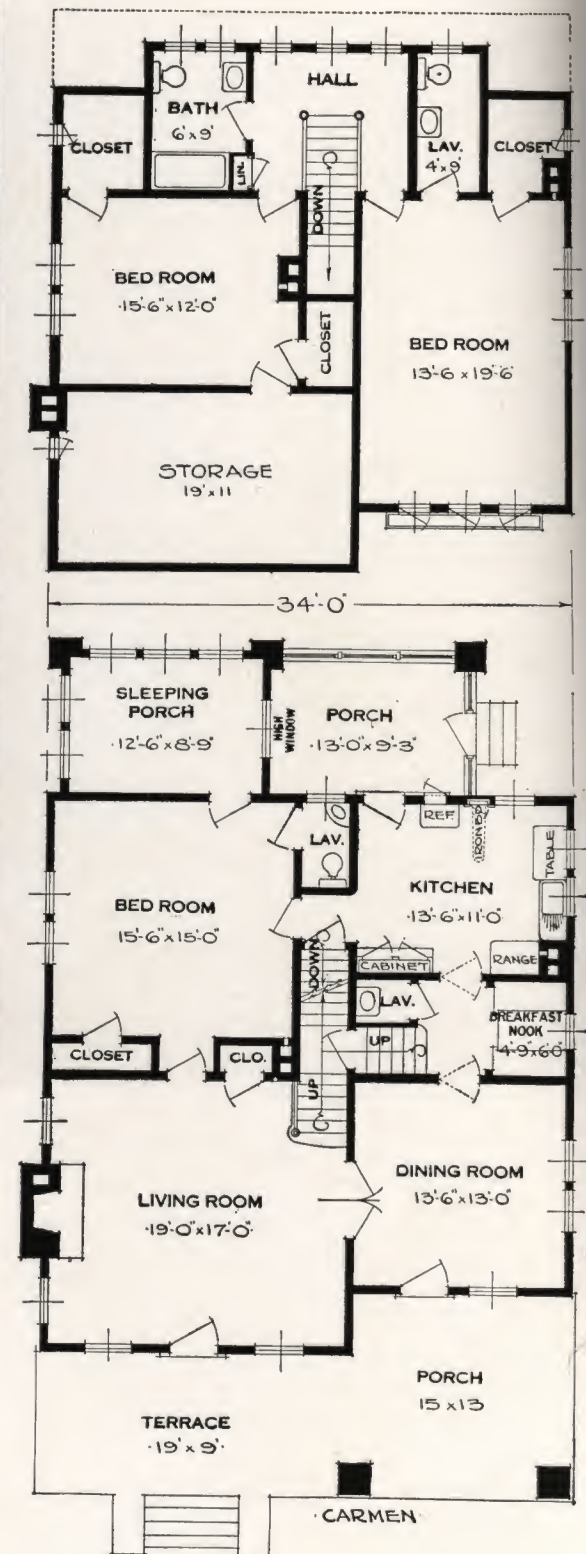 HALL
BATH
6'x9'
CLOSET
LIN.
DOWN
LAV.
4'x9'
CLOSET
BED ROOM
·15'-6"x12'-0"
CLOSET
BED ROOM
13'-6 x19'-6
STORAGE
19'x11
34'-0"
SLEEPING
PORCH
·12'-6"x8'-9"
HIGH
WINDOW
PORCH
·13'-0"x9'-3"
LAV.
REF.
IRON B'D
TABLE
BED ROOM
15'-6"x15'-0"
KITCHEN
·13'-6"x11'-0"
DOWN
CABINET
RANGE
LAV.
UP
BREAKFAST
NOOK
4'-9"x6'0"
CLOSET
CLO.
UP
LIVING ROOM
·19'-0"x17'-0"·
DINING ROOM
13'-6"x13'-0"
PORCH
15 x13
TERRACE
·19' x 9'·
·CARMEN·